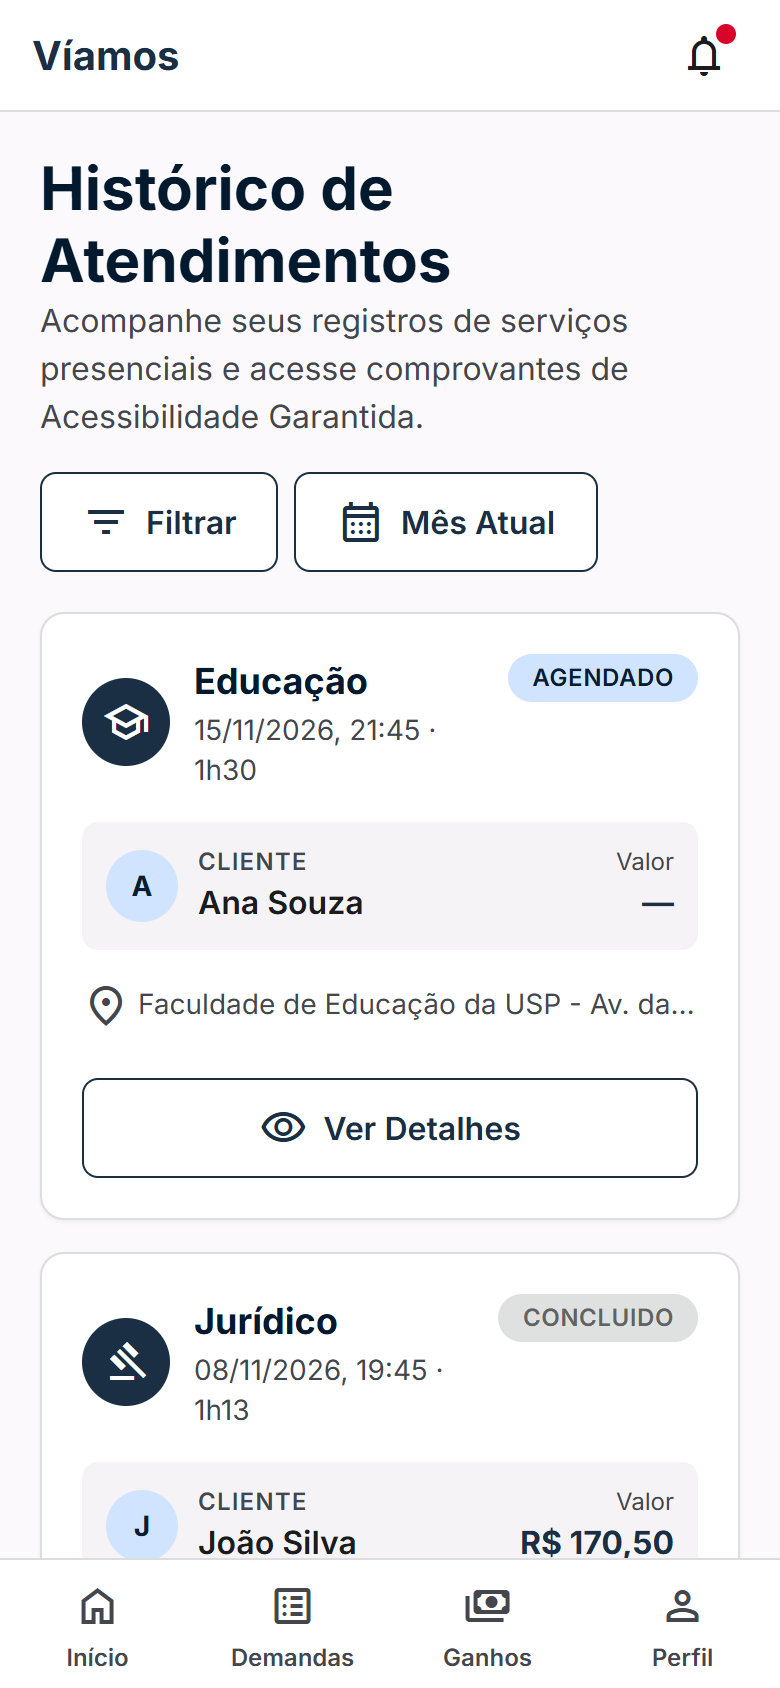 Víamos
Histórico de
Atendimentos
Acompanhe seus registros de serviços
presenciais e acesse comprovantes de
Acessibilidade Garantida.
Filtrar
Mês Atual
Educação
AGENDADO
15/11/2026, 21:45 ·
1h30
A
CLIENTE
Ana Souza
Valor
—
Faculdade de Educação da USP - Av. da...
Ver Detalhes
Jurídico
CONCLUIDO
08/11/2026, 19:45 ·
1h13
J
CLIENTE
João Silva
Valor
R$ 170,50
Início
Demandas
Ganhos
Perfil